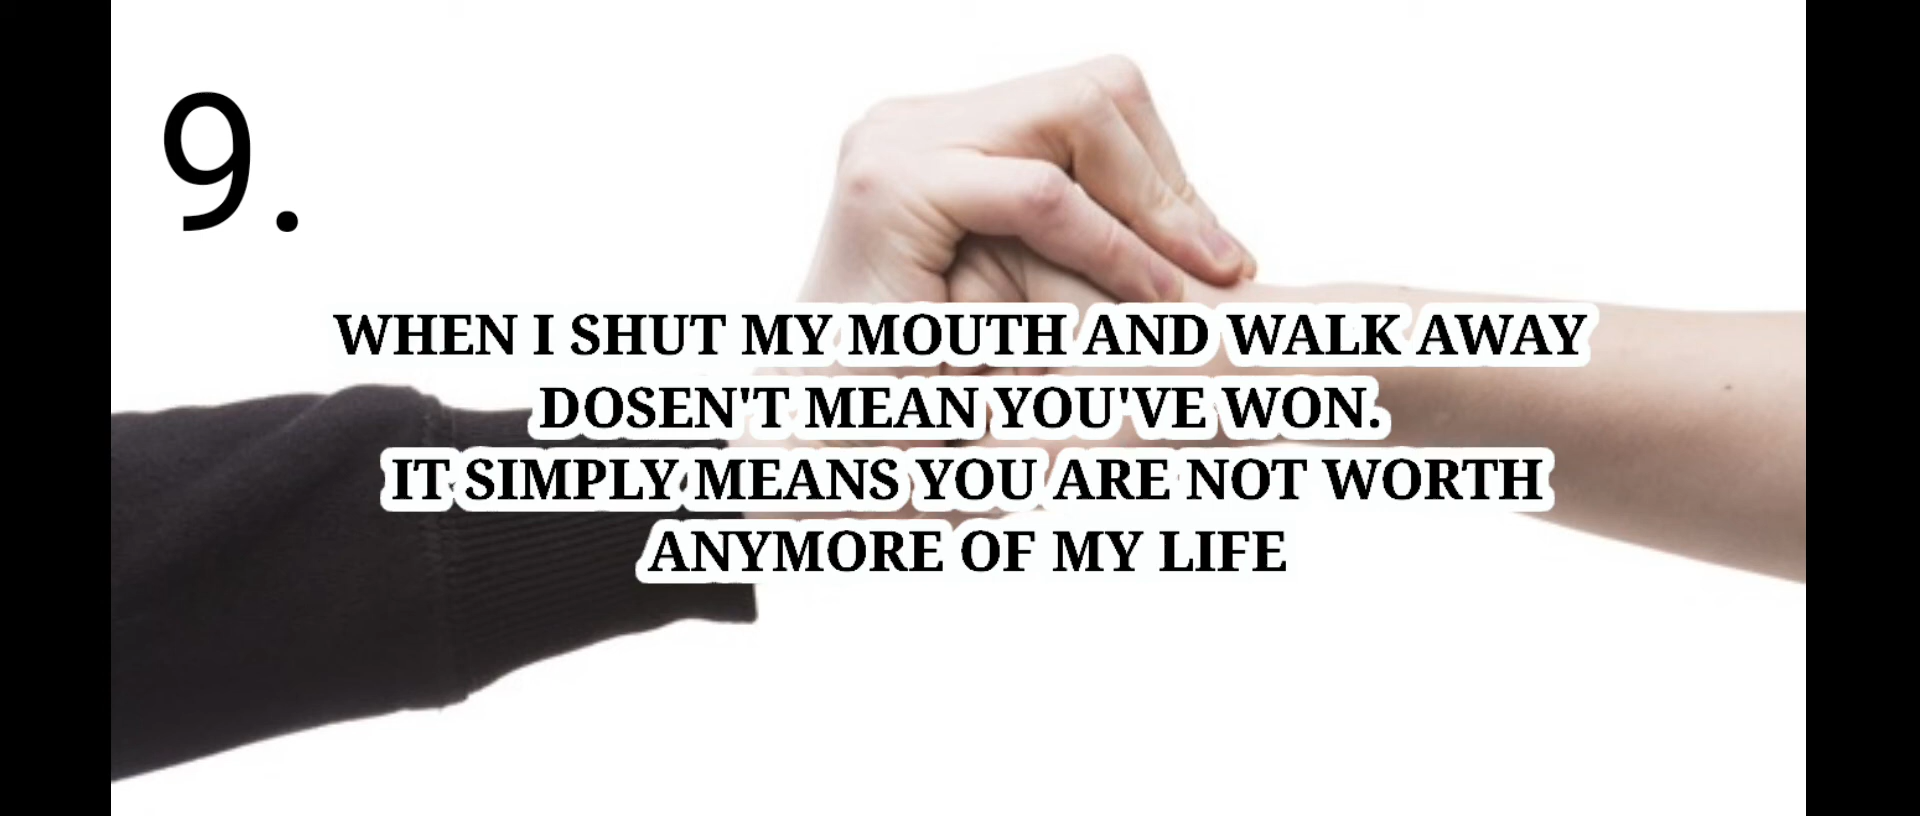 9.
WHEN I SHUT MY MOUTH AND WALK AWAY
DOSEN'T MEAN YOU'VE WON.
IT SIMPLY MEANS YOU ARE NOT WORTH
ANYMORE OF MY LIFE